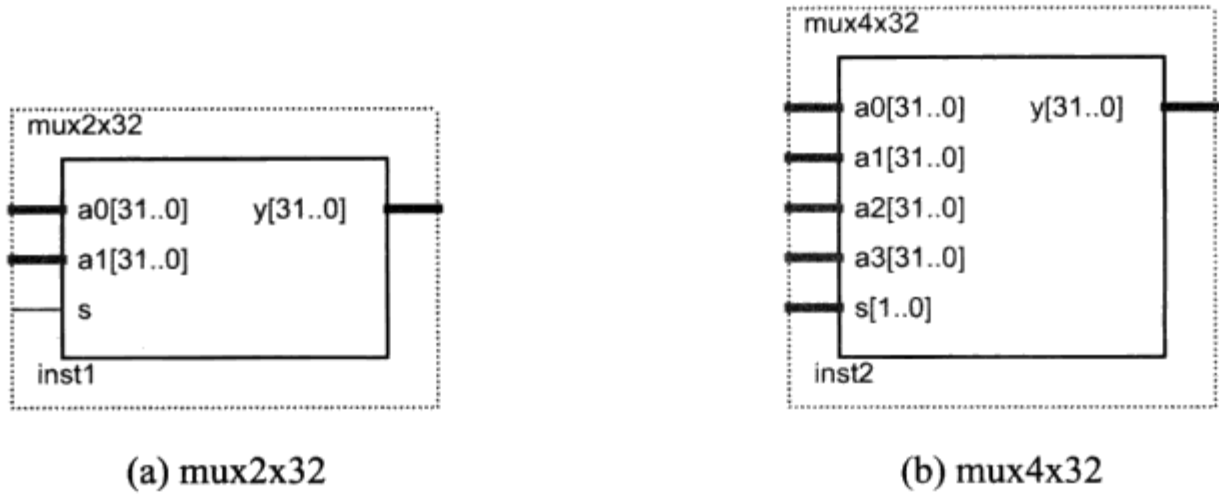 mux2x32
a0[31..0] y[31..0]
a1[31..0]
s
inst1
(a) mux2x32
mux4x32
a0[31..0] y[31..0]
a1[31..0]
a2[31..0]
a3[31..0]
s[1..0]
inst2
(b) mux4x32